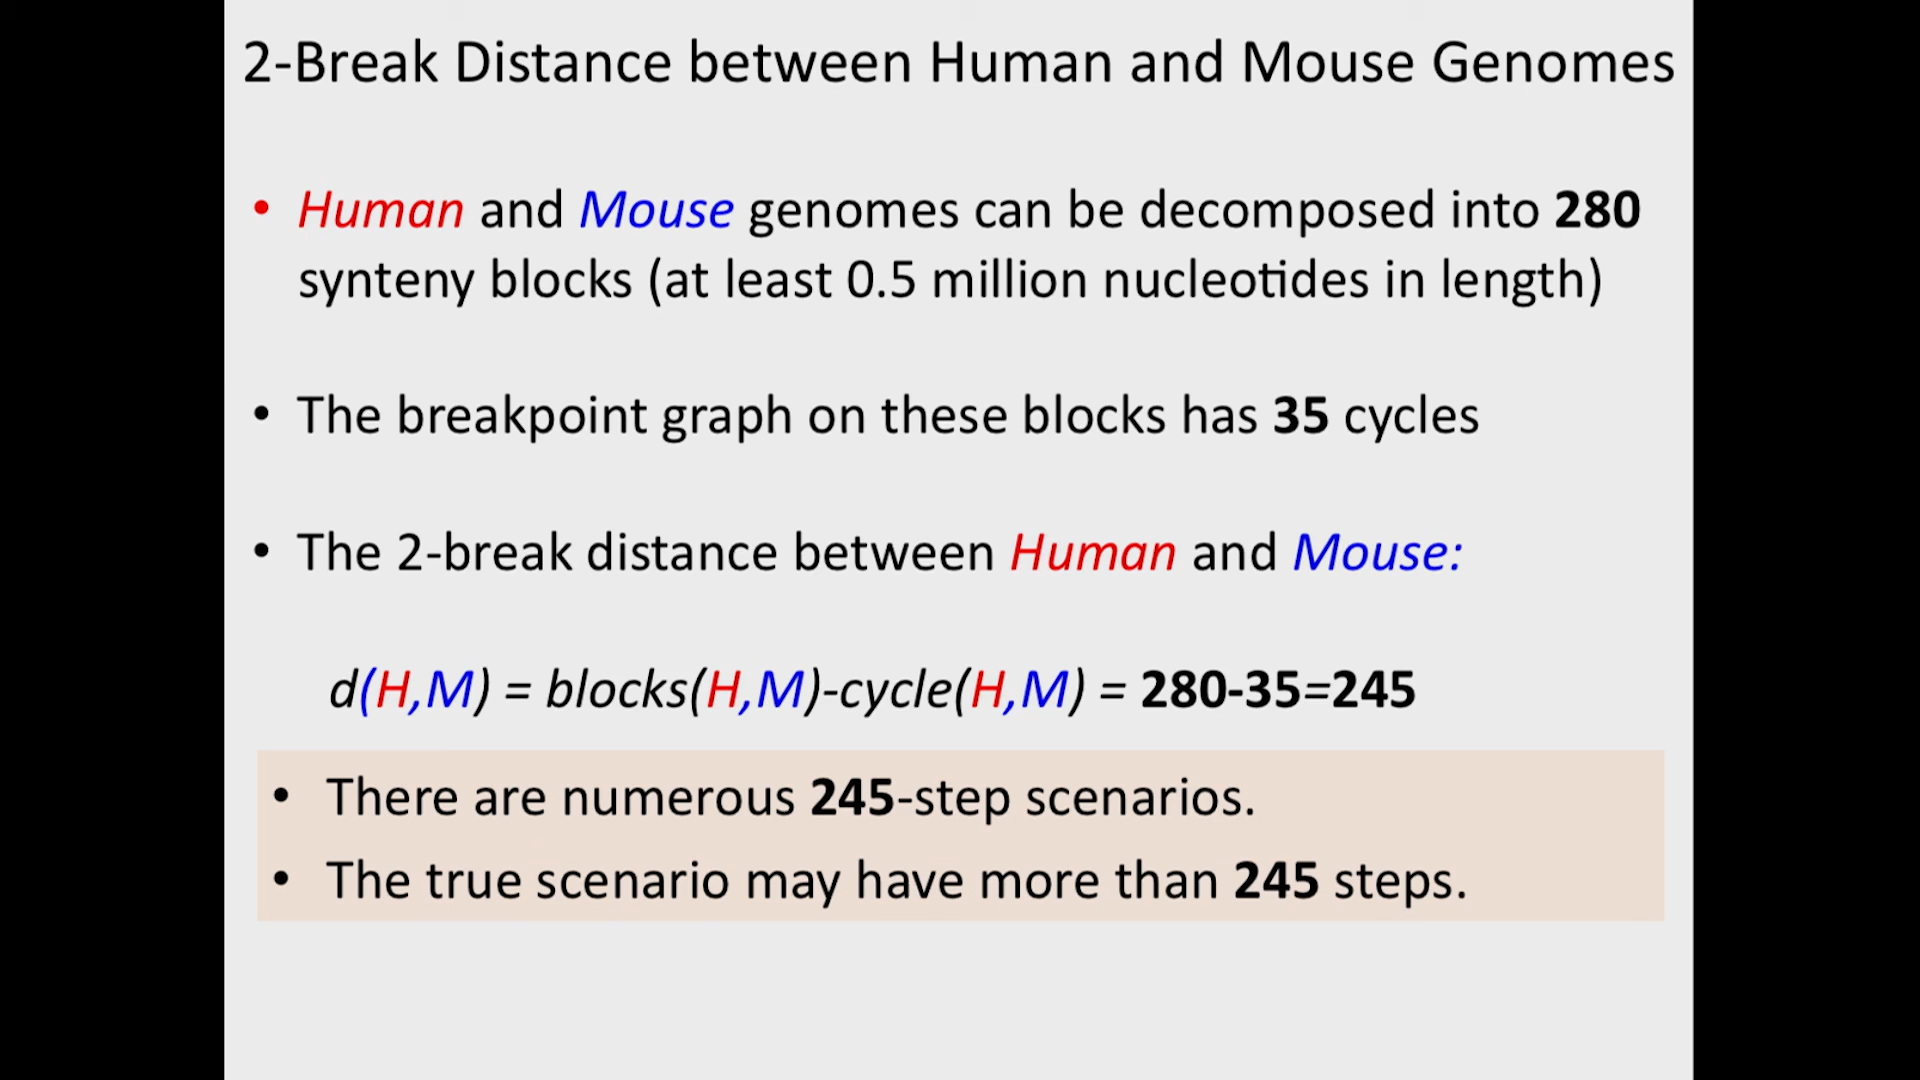 2-Break Distance between Human and Mouse Genomes
• Human and Mouse genomes can be decomposed into 280
synteny blocks (at least 0.5 million nucleotides in length)
• The breakpoint graph on these blocks has 35 cycles
• The 2-break distance between Human and Mouse:
d(H,M) = blocks(H,M)-cycle(H,M) = 280-35=245
• There are numerous 245-step scenarios.
• The true scenario may have more than 245 steps.